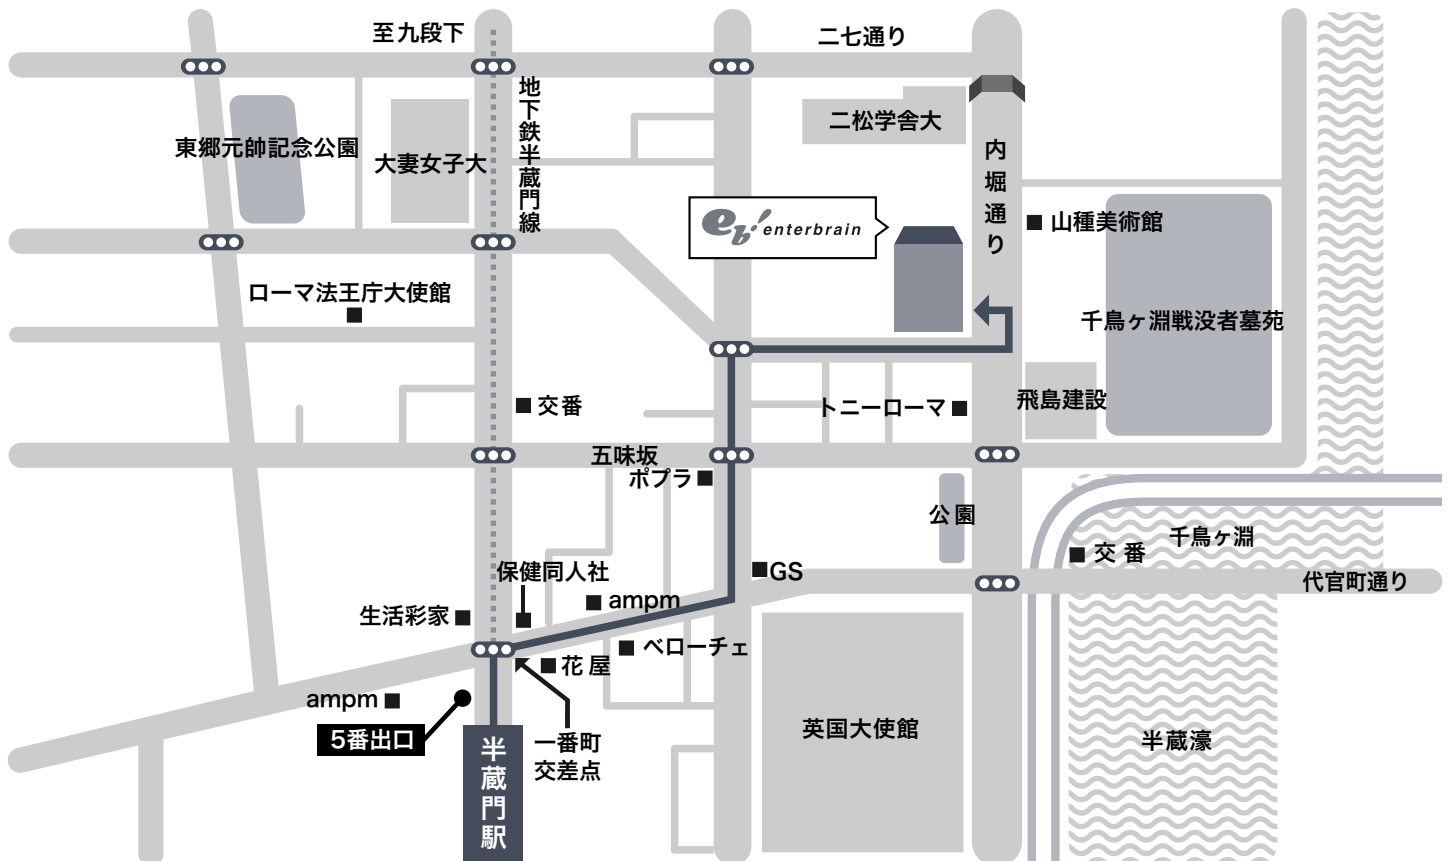 至九段下
二七通り
地下鉄半蔵門線
二松学舎大
東郷元帥記念公園
大妻女子大
内堀通り
eb! enterbrain
山種美術館
ローマ法王庁大使館
千鳥ヶ淵戦没者墓苑
交番
トニーローマ
飛島建設
五味坂
ポプラ
公園
千鳥ヶ淵
交番
保健同人社
GS
代官町通り
ampm
生活彩家
ベローチェ
花屋
ampm
5番出口
一番町
交差点
英国大使館
半蔵濠
半蔵門駅